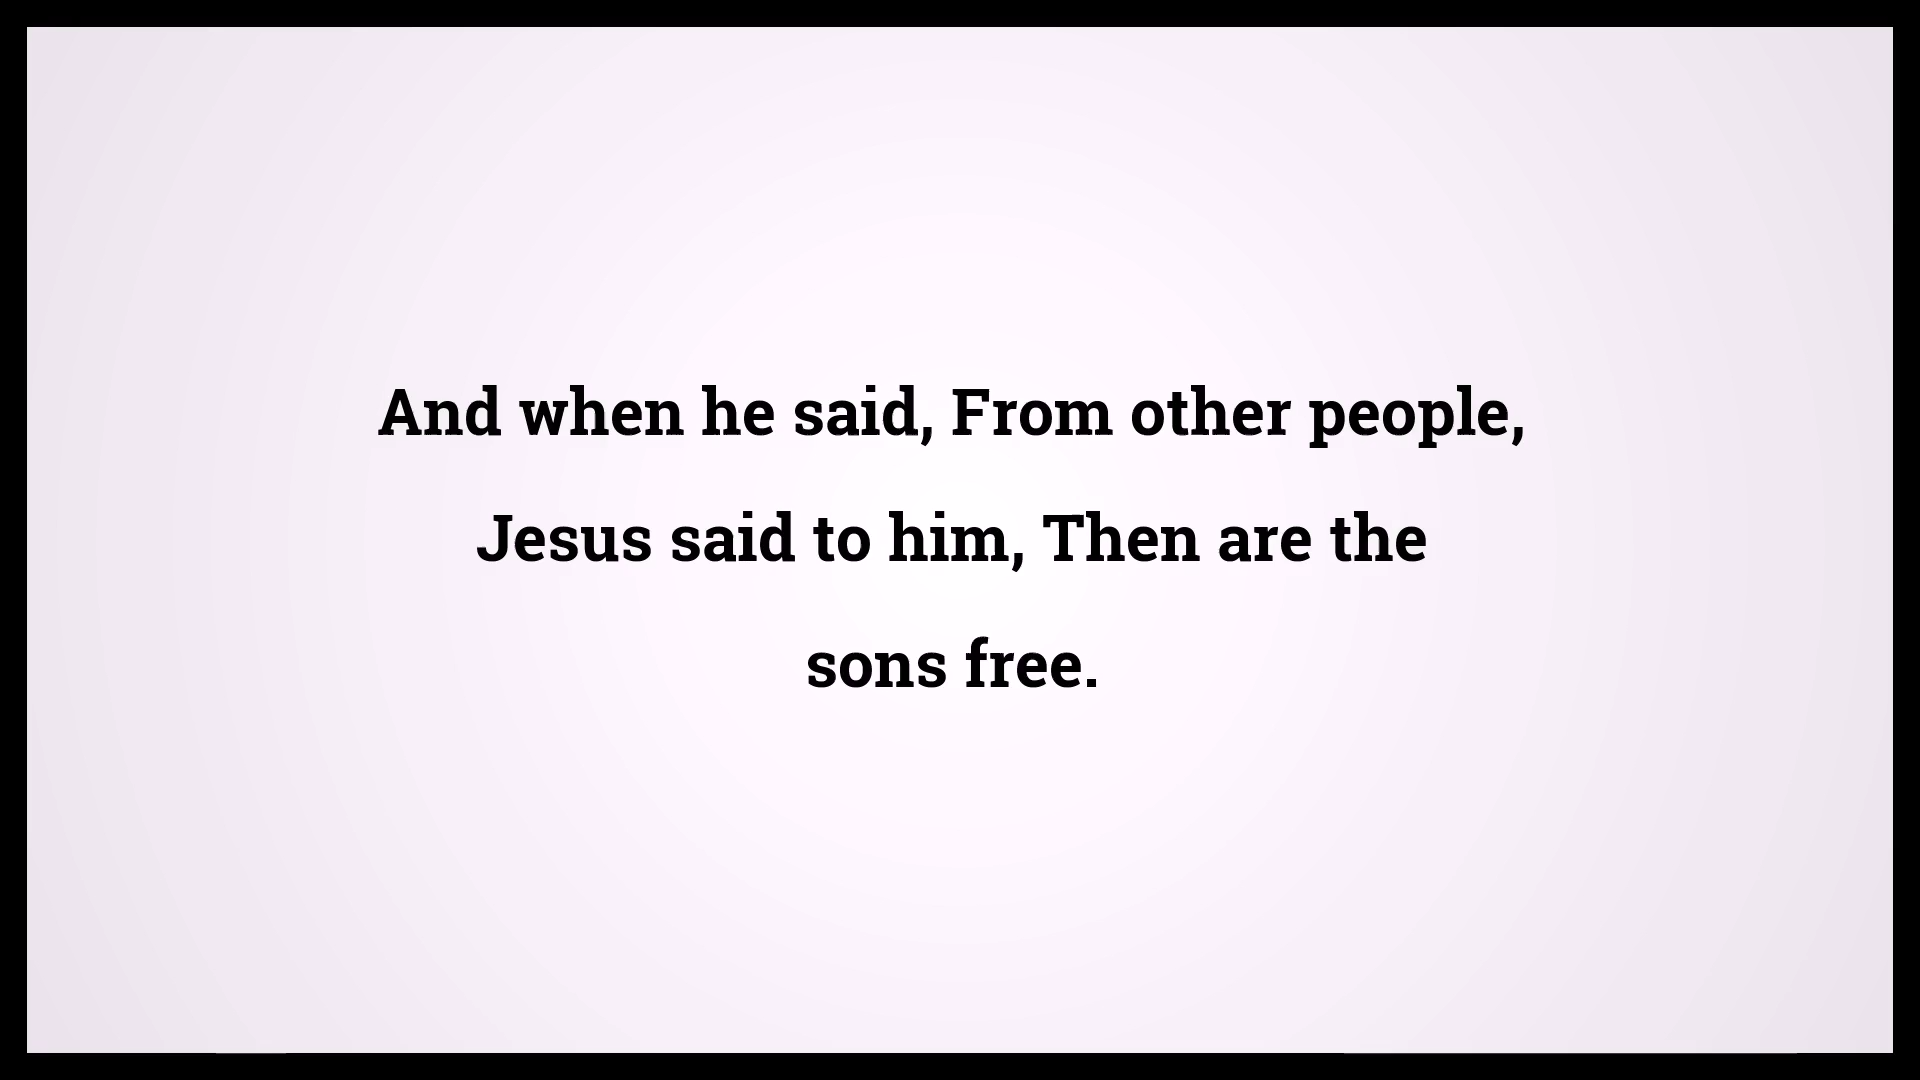 And when he said, From other people,
Jesus said to him, Then are the
sons free.